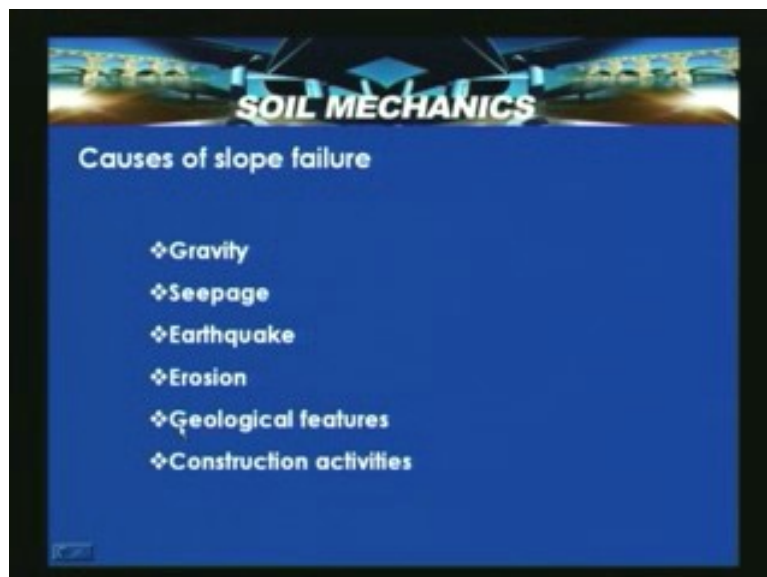 SOIL MECHANICS
Causes of slope failure
❖Gravity
❖Seepage
❖Earthquake
❖Erosion
❖Geological features
❖Construction activities